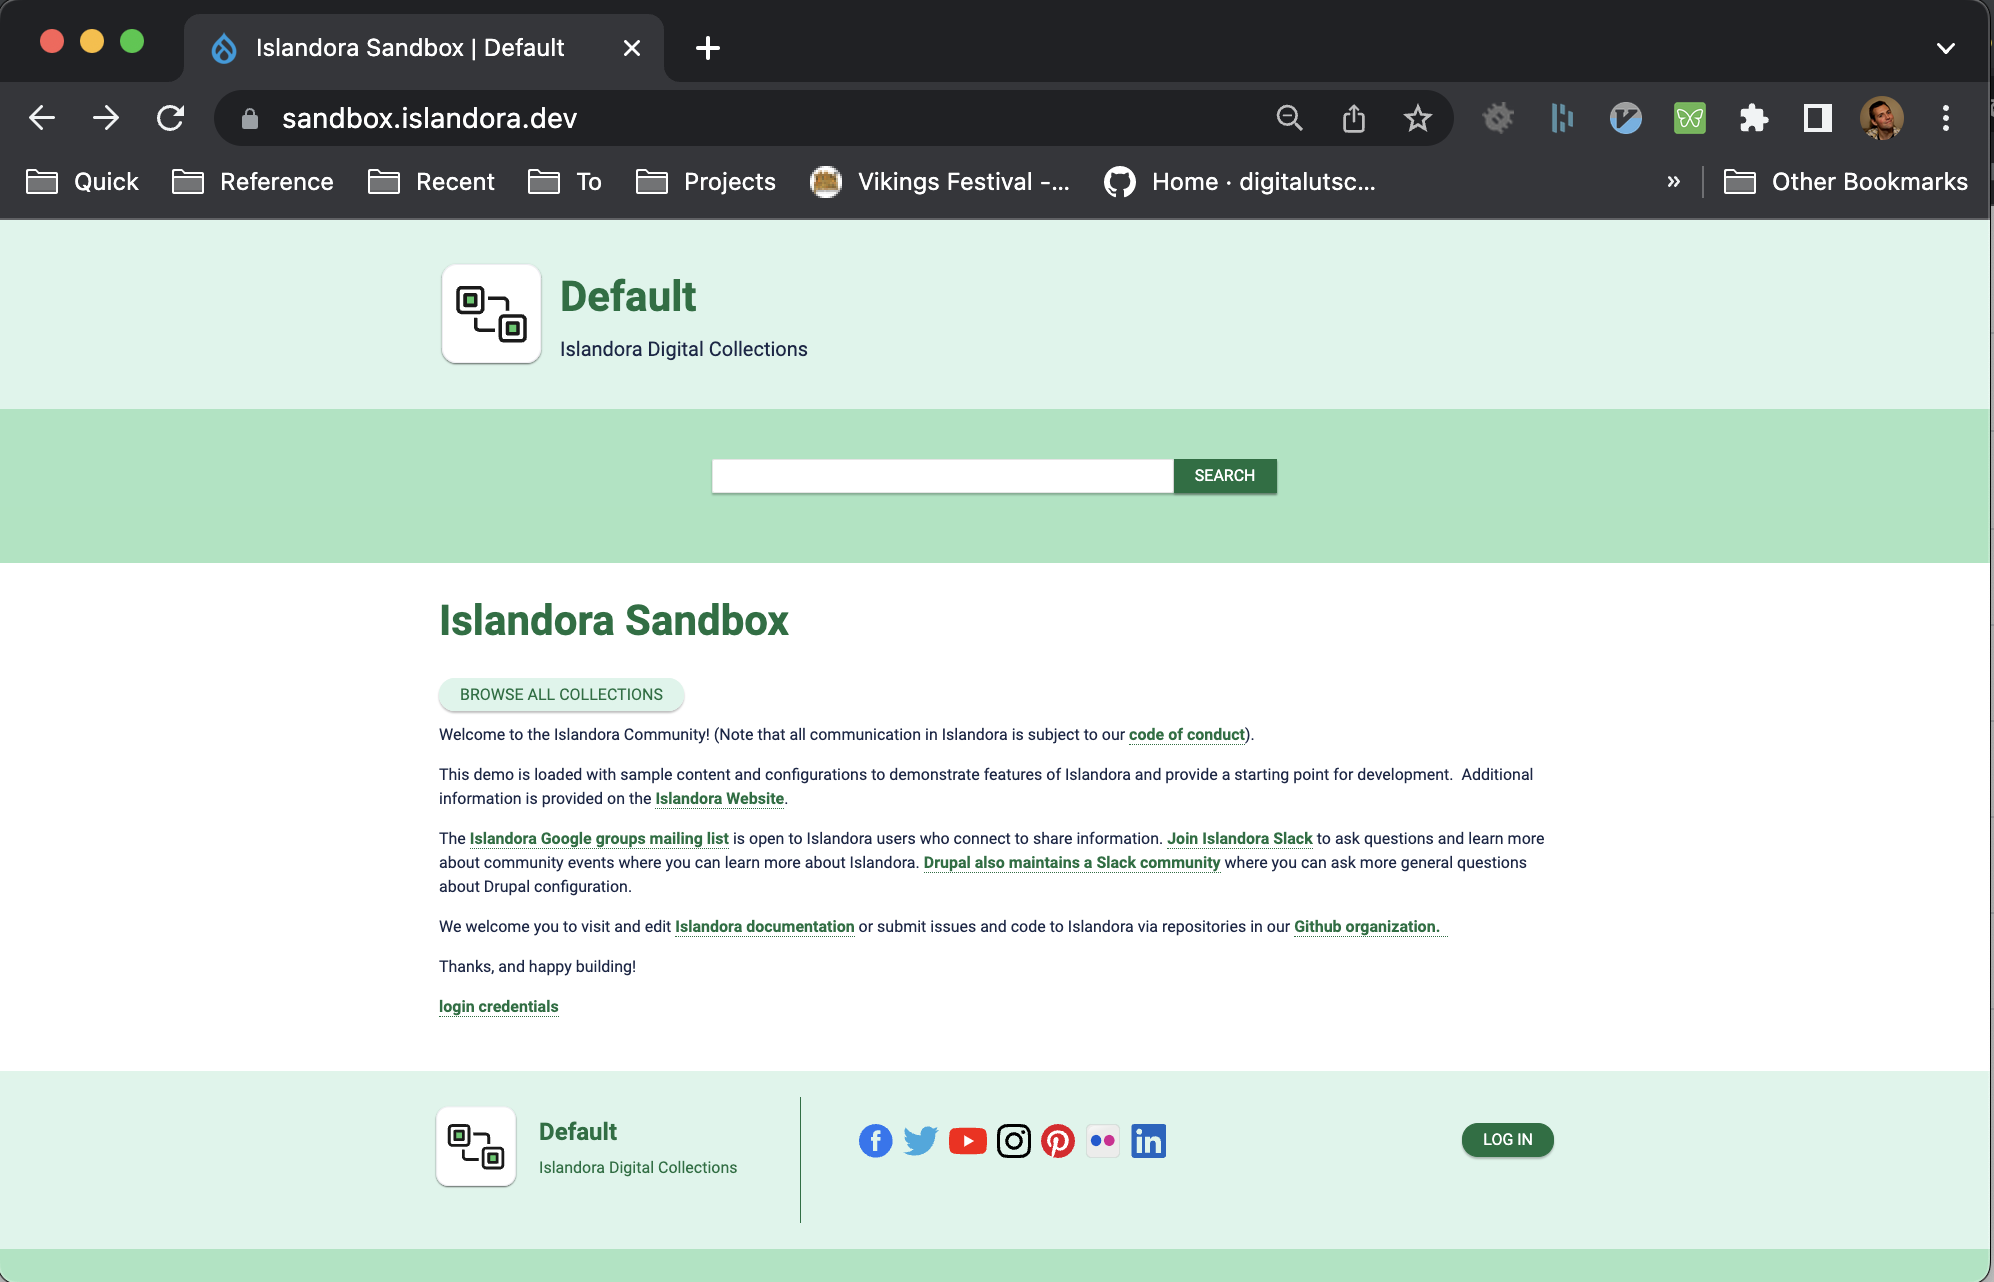 Islandora Sandbox | Default
sandbox.islandora.dev
Quick Reference Recent To Projects Vikings Festival -... Home · digitalutsc... » Other Bookmarks
Default
Islandora Digital Collections
SEARCH
Islandora Sandbox
BROWSE ALL COLLECTIONS
Welcome to the Islandora Community! (Note that all communication in Islandora is subject to our code of conduct).
This demo is loaded with sample content and configurations to demonstrate features of Islandora and provide a starting point for development.  Additional
information is provided on the Islandora Website.
The Islandora Google groups mailing list is open to Islandora users who connect to share information. Join Islandora Slack to ask questions and learn more
about community events where you can learn more about Islandora. Drupal also maintains a Slack community where you can ask more general questions
about Drupal configuration.
We welcome you to visit and edit Islandora documentation or submit issues and code to Islandora via repositories in our Github organization.
Thanks, and happy building!
login credentials
Default
Islandora Digital Collections
LOG IN